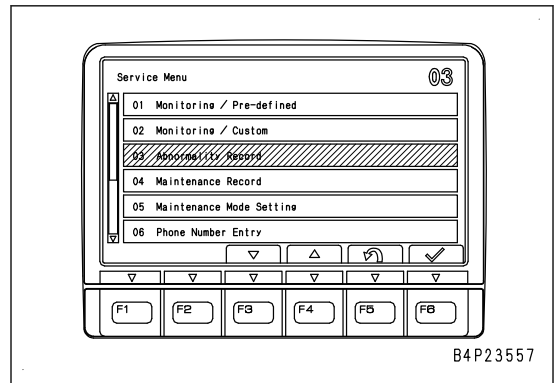 Service Menu 03
01 Monitoring / Pre-defined
02 Monitoring / Custom
03 Abnormality Record
04 Maintenance Record
05 Maintenance Mode Setting
06 Phone Number Entry
F1 F2 F3 F4 F5 F6
B4P23557